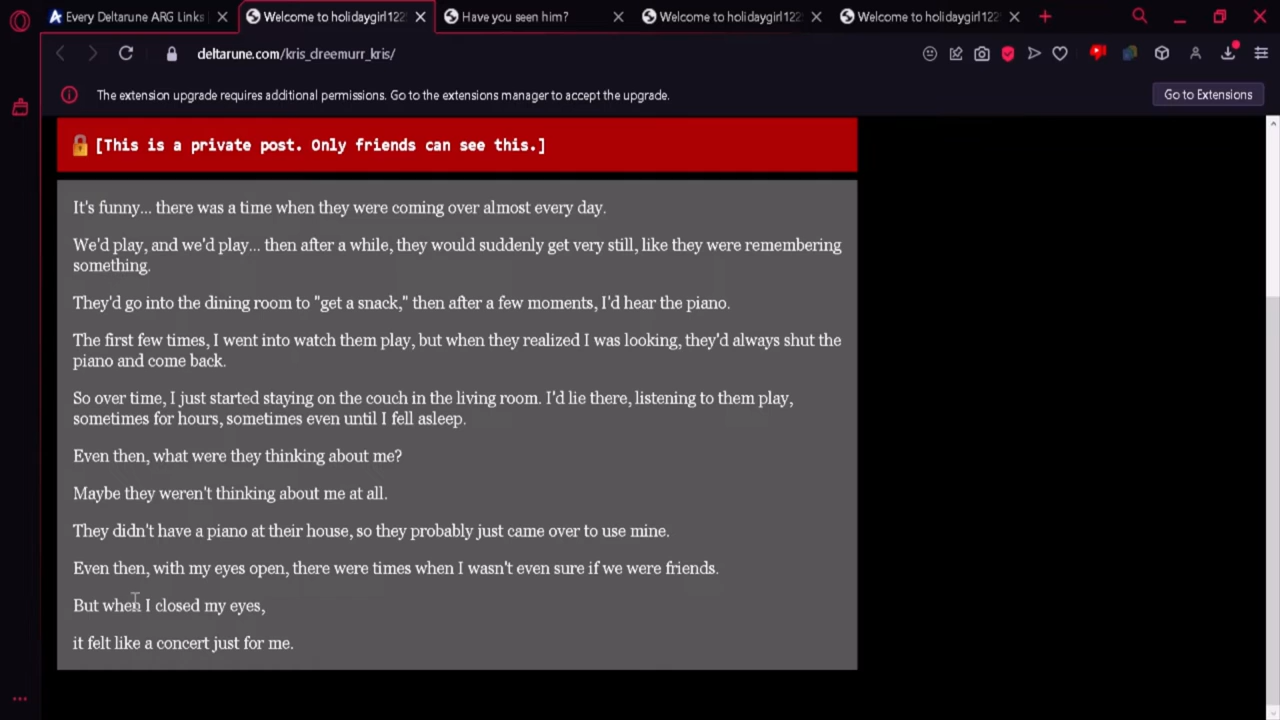 Every Deltarune ARG Links
Welcome to holidaygirl122
Have you seen him?
Welcome to holidaygirl122
Welcome to holidaygirl122
deltarune.com/kris_dreemurr_kris/
The extension upgrade requires additional permissions. Go to the extensions manager to accept the upgrade.
Go to Extensions
[This is a private post. Only friends can see this.]
It's funny... there was a time when they were coming over almost every day.
We'd play, and we'd play... then after a while, they would suddenly get very still, like they were remembering
something.
They'd go into the dining room to "get a snack," then after a few moments, I'd hear the piano.
The first few times, I went into watch them play, but when they realized I was looking, they'd always shut the
piano and come back.
So over time, I just started staying on the couch in the living room. I'd lie there, listening to them play,
sometimes for hours, sometimes even until I fell asleep.
Even then, what were they thinking about me?
Maybe they weren't thinking about me at all.
They didn't have a piano at their house, so they probably just came over to use mine.
Even then, with my eyes open, there were times when I wasn't even sure if we were friends.
But when I closed my eyes,
it felt like a concert just for me.